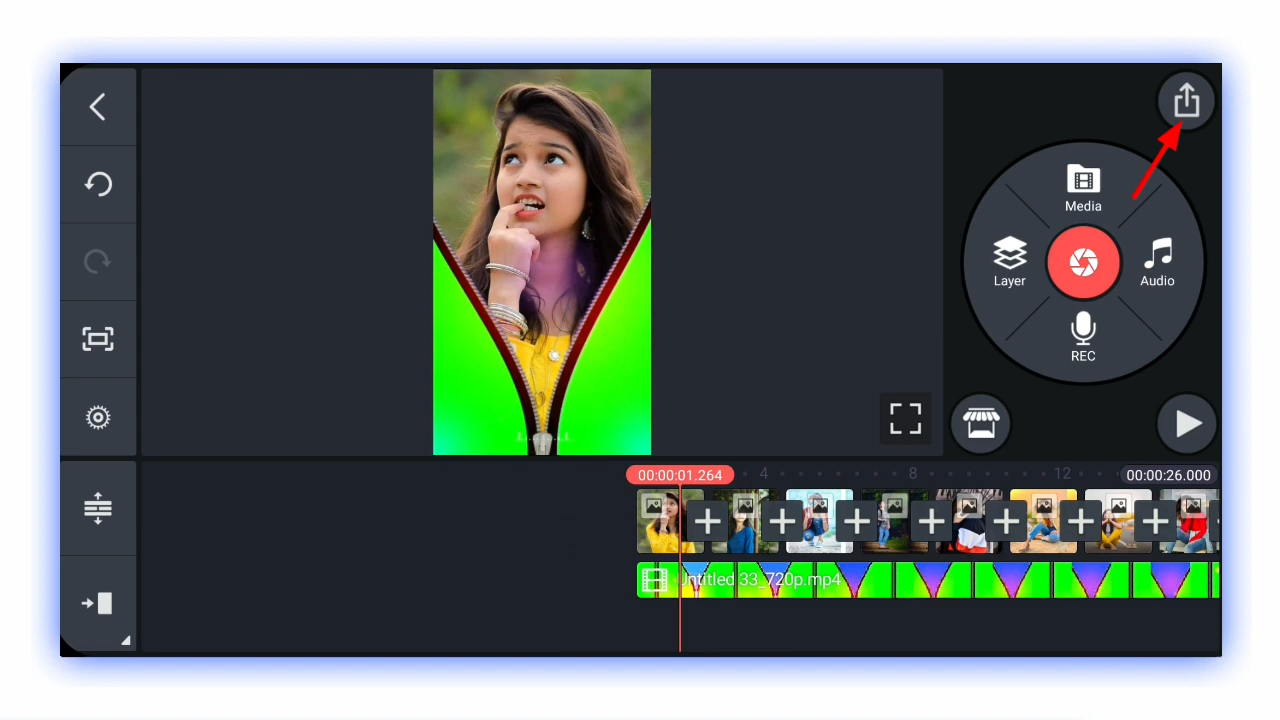 Media
Layer
Audio
REC
00:00:01.264
4
8
12
00:00:26.000
Untitled 33_720p.mp4